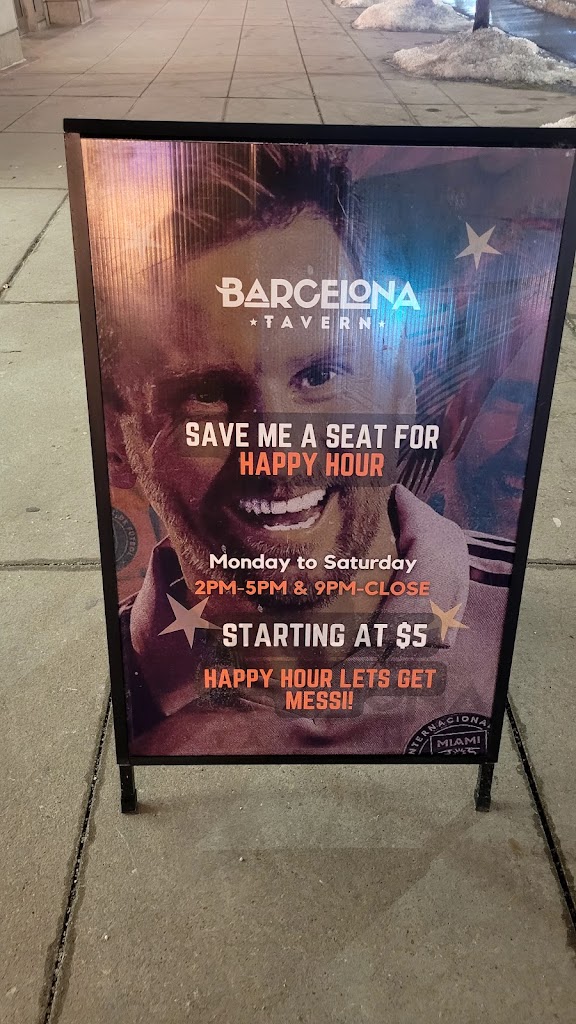 BARCELONA
TAVERN
SAVE ME A SEAT FOR
HAPPY HOUR
Monday to Saturday
2PM-5PM & 9PM-CLOSE
STARTING AT $5
HAPPY HOUR LETS GET
MESSI!
MIAMI